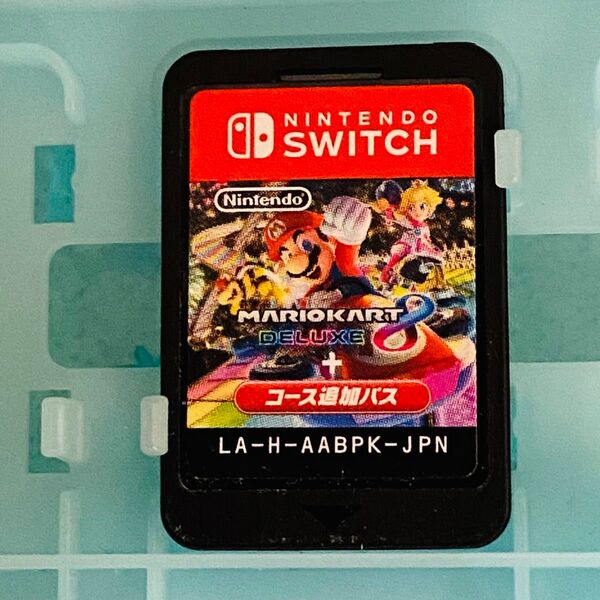 NINTENDO
SWITCH
Nintendo
MARIOKART 8
DELUXE
+
コース追加パス
LA-H-AABPK-JPN